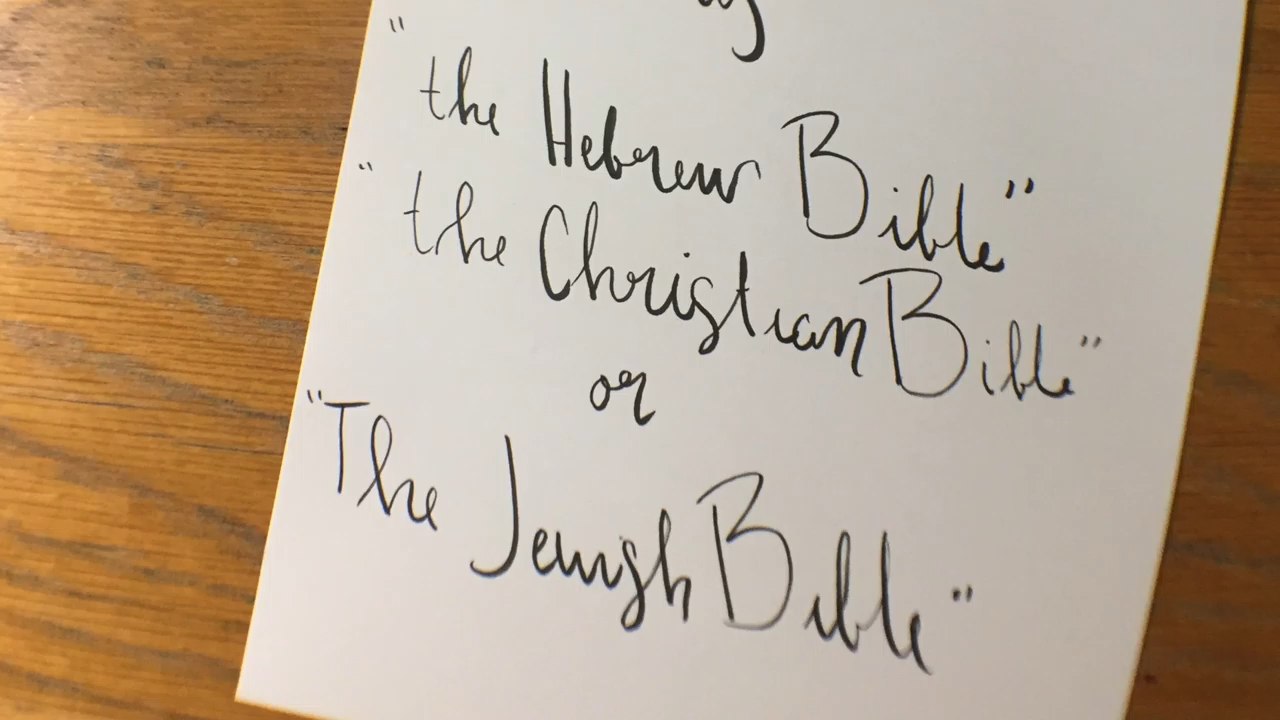 "the Hebrew Bible"
"the Christian Bible"
or
"The Jewish Bible"